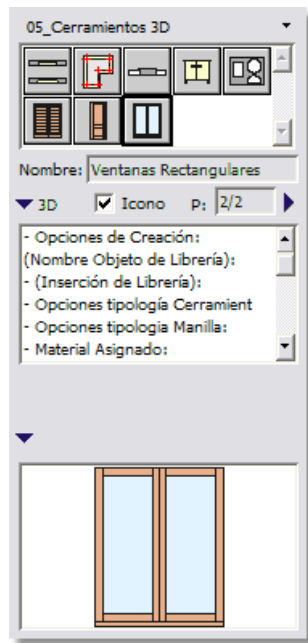 05_Cerramientos 3D
Nombre: Ventanas Rectangulares
3D Icono P: 2/2
- Opciones de Creación:
(Nombre Objeto de Librería):
- (Inserción de Librería):
- Opciones tipología Cerramient
- Opciones tipologia Manilla:
- Material Asignado: